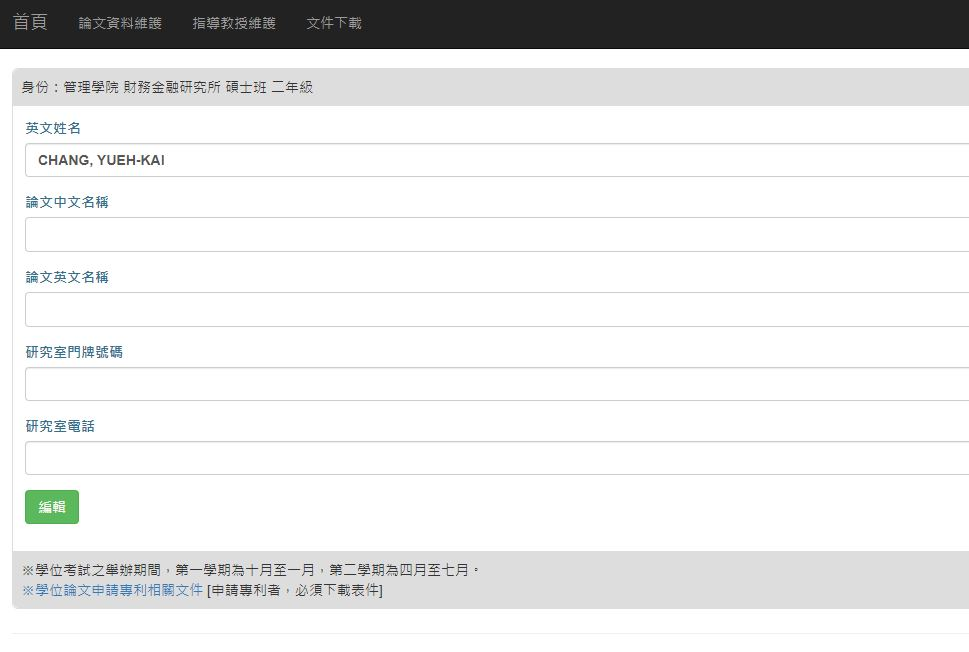 首頁 論文資料維護 指導教授維護 文件下載
身份：管理學院 財務金融研究所 碩士班 二年級
英文姓名
CHANG, YUEH-KAI
論文中文名稱
論文英文名稱
研究室門牌號碼
研究室電話
編輯
※學位考試之舉辦期間，第一學期為十月至一月，第二學期為四月至七月。
※學位論文申請專利相關文件 [申請專利者，必須下載表件]